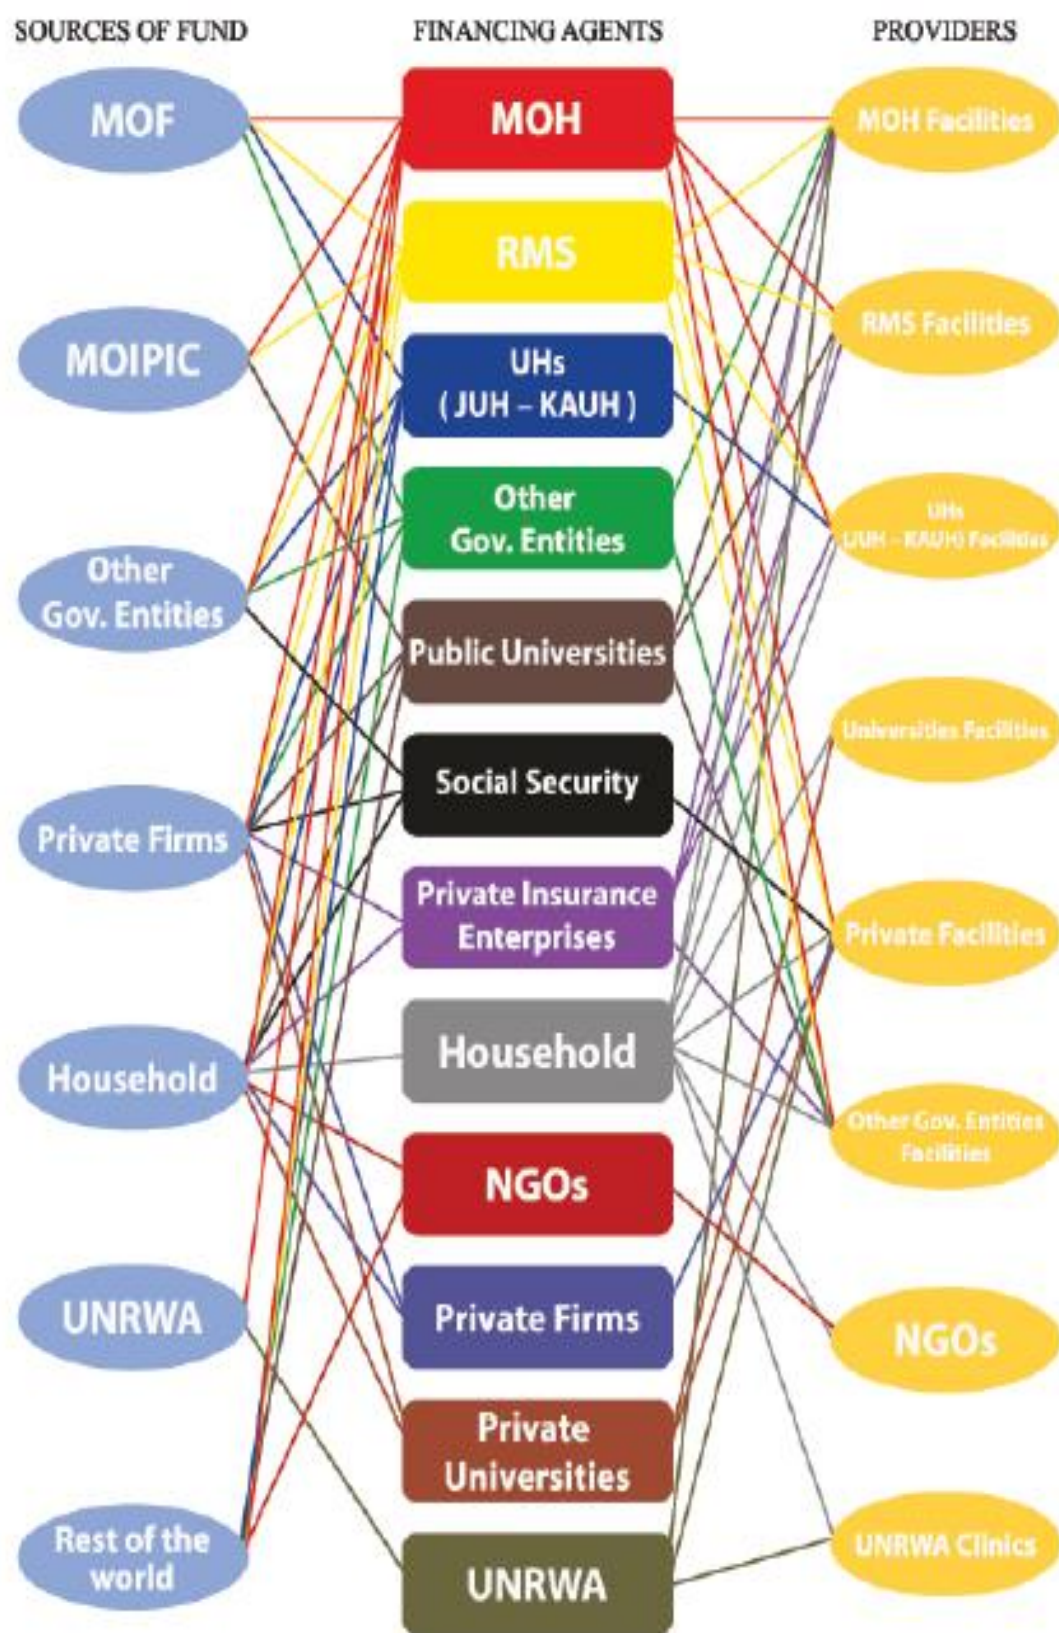 SOURCES OF FUND
FINANCING AGENTS
PROVIDERS
MOF
MOIPIC
Other
Gov. Entities
Private Firms
Household
UNRWA
Rest of the
world
MOH
RMS
UHs
( JUH – KAUH )
Other
Gov. Entities
Public Universities
Social Security
Private Insurance
Enterprises
Household
NGOs
Private Firms
Private
Universities
UNRWA
MOH Facilities
RMS Facilities
UHs
(JUH – KAUH) Facilities
Universities Facilities
Private Facilities
Other Gov. Entities
Facilities
NGOs
UNRWA Clinics